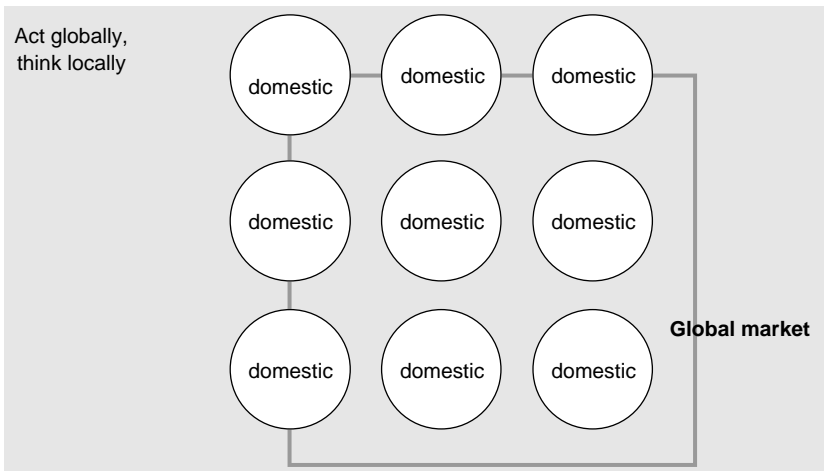 Act globally,
think locally
domestic
domestic
domestic
domestic
domestic
domestic
Global market
domestic
domestic
domestic